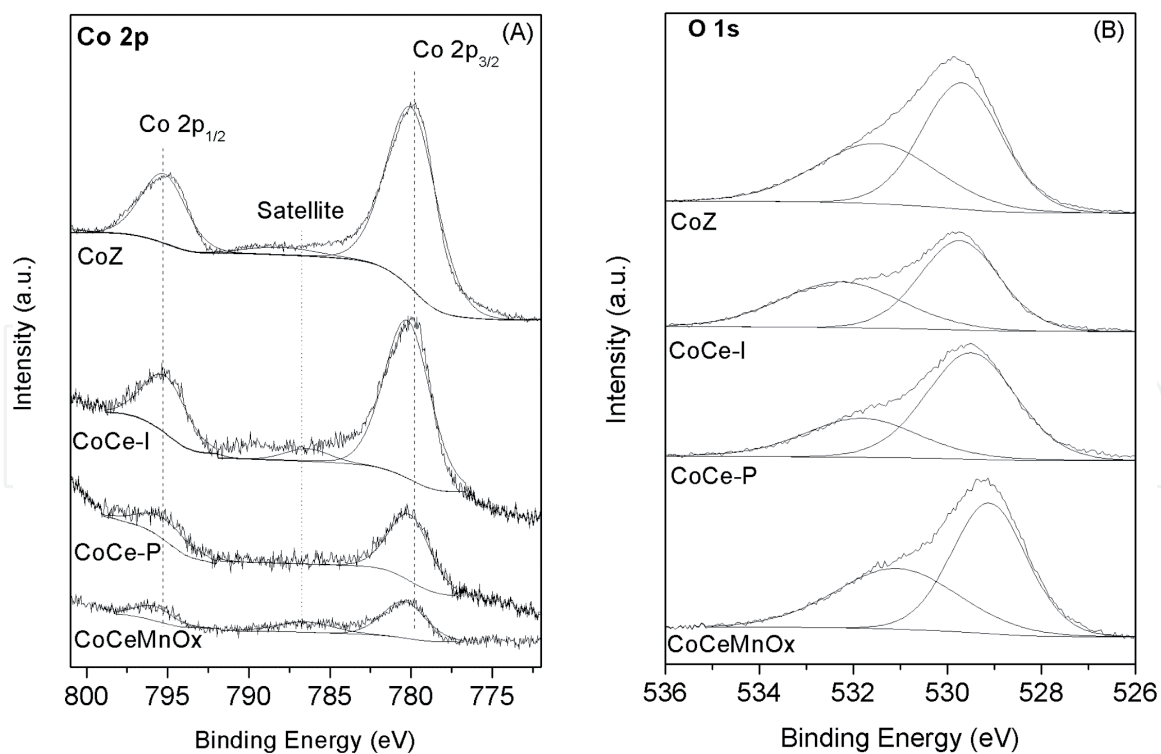 Co 2p
(A)
Co 2p3/2
Co 2p1/2
Satellite
CoZ
CoCe-I
CoCe-P
CoCeMnOx
Intensity (a.u.)
800 795 790 785 780 775
Binding Energy (eV)
O 1s
(B)
CoZ
CoCe-I
CoCe-P
CoCeMnOx
Intensity (a.u.)
536 534 532 530 528 526
Binding Energy (eV)